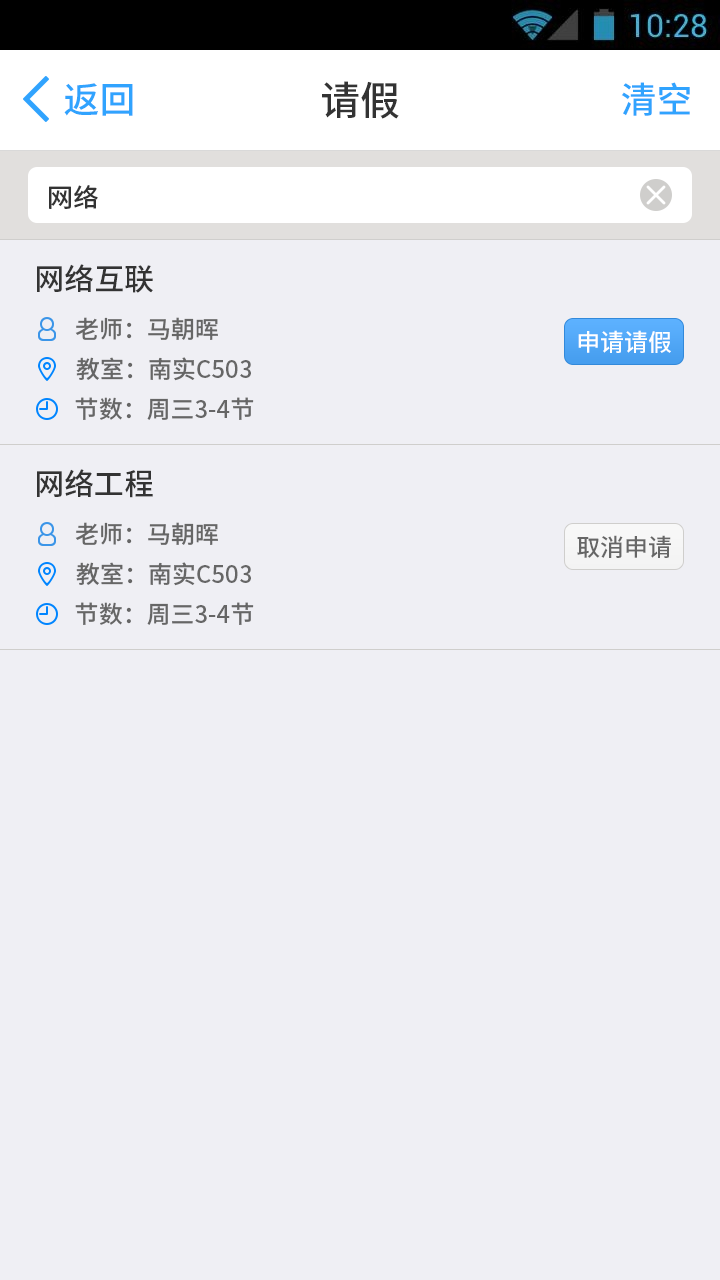 10:28
返回 请假 清空
网络
网络互联
老师：马朝晖
申请请假
教室：南实C503
节数：周三3-4节
网络工程
老师：马朝晖
取消申请
教室：南实C503
节数：周三3-4节